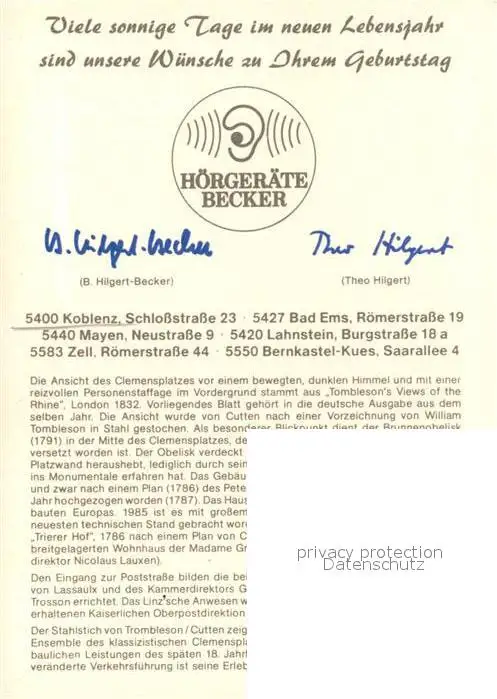 Viele sonnige Tage im neuen Lebensjahr
sind unsere Wünsche zu Ihrem Geburtstag
HÖRGERÄTE
BECKER
B. Hilgert-Becker Theo Hilgert
(B. Hilgert-Becker) (Theo Hilgert)
5400 Koblenz, Schloßstraße 23 · 5427 Bad Ems, Römerstraße 19
5440 Mayen, Neustraße 9 · 5420 Lahnstein, Burgstraße 18 a
5583 Zell, Römerstraße 44 · 5550 Bernkastel-Kues, Saarallee 4
Die Ansicht des Clemensplatzes vor einem bewegten, dunklen Himmel und mit einer
reizvollen Personenstaffage im Vordergrund stammt aus „Tombleson's Views of the
Rhine", London 1832. Vorliegendes Blatt gehört in die deutsche Ausgabe aus dem
selben Jahr. Die Ansicht wurde von Cutten nach einer Vorzeichnung von William
Tombleson in Stahl gestochen. Als besonderer Blickpunkt dient der Brunnenobelisk
(1791) in der Mitte des Clemensplatzes, de
versetzt worden ist. Der Obelisk verdeckt
Platzwand heraushebt, lediglich durch sein
ins Monumentale erfahren hat. Das Gebäu
und zwar nach einem Plan (1786) des Pete
Jahr hochgezogen worden (1787). Das Haus
bauten Europas. 1985 ist es mit großem
neuesten technischen Stand gebracht wor
„Trierer Hof", 1786 nach einem Plan von C
breitgelagerten Wohnhaus der Madame Gr
direktor Nicolaus Lauxen).
privacy protection
Datenschutz
Den Eingang zur Poststraße bilden die bei
von Lassaulx und des Kammerdirektors G
Trosson errichtet. Das Linz'sche Anwesen w
erhaltenen Kaiserlichen Oberpostdirektion
Der Stahlstich von Trombleson/Cutten zeig
Ensemble des klassizistischen Clemenspl
baulichen Leistungen des späten 18. Jahrh
veränderte Verkehrsführung ist seine Erleb